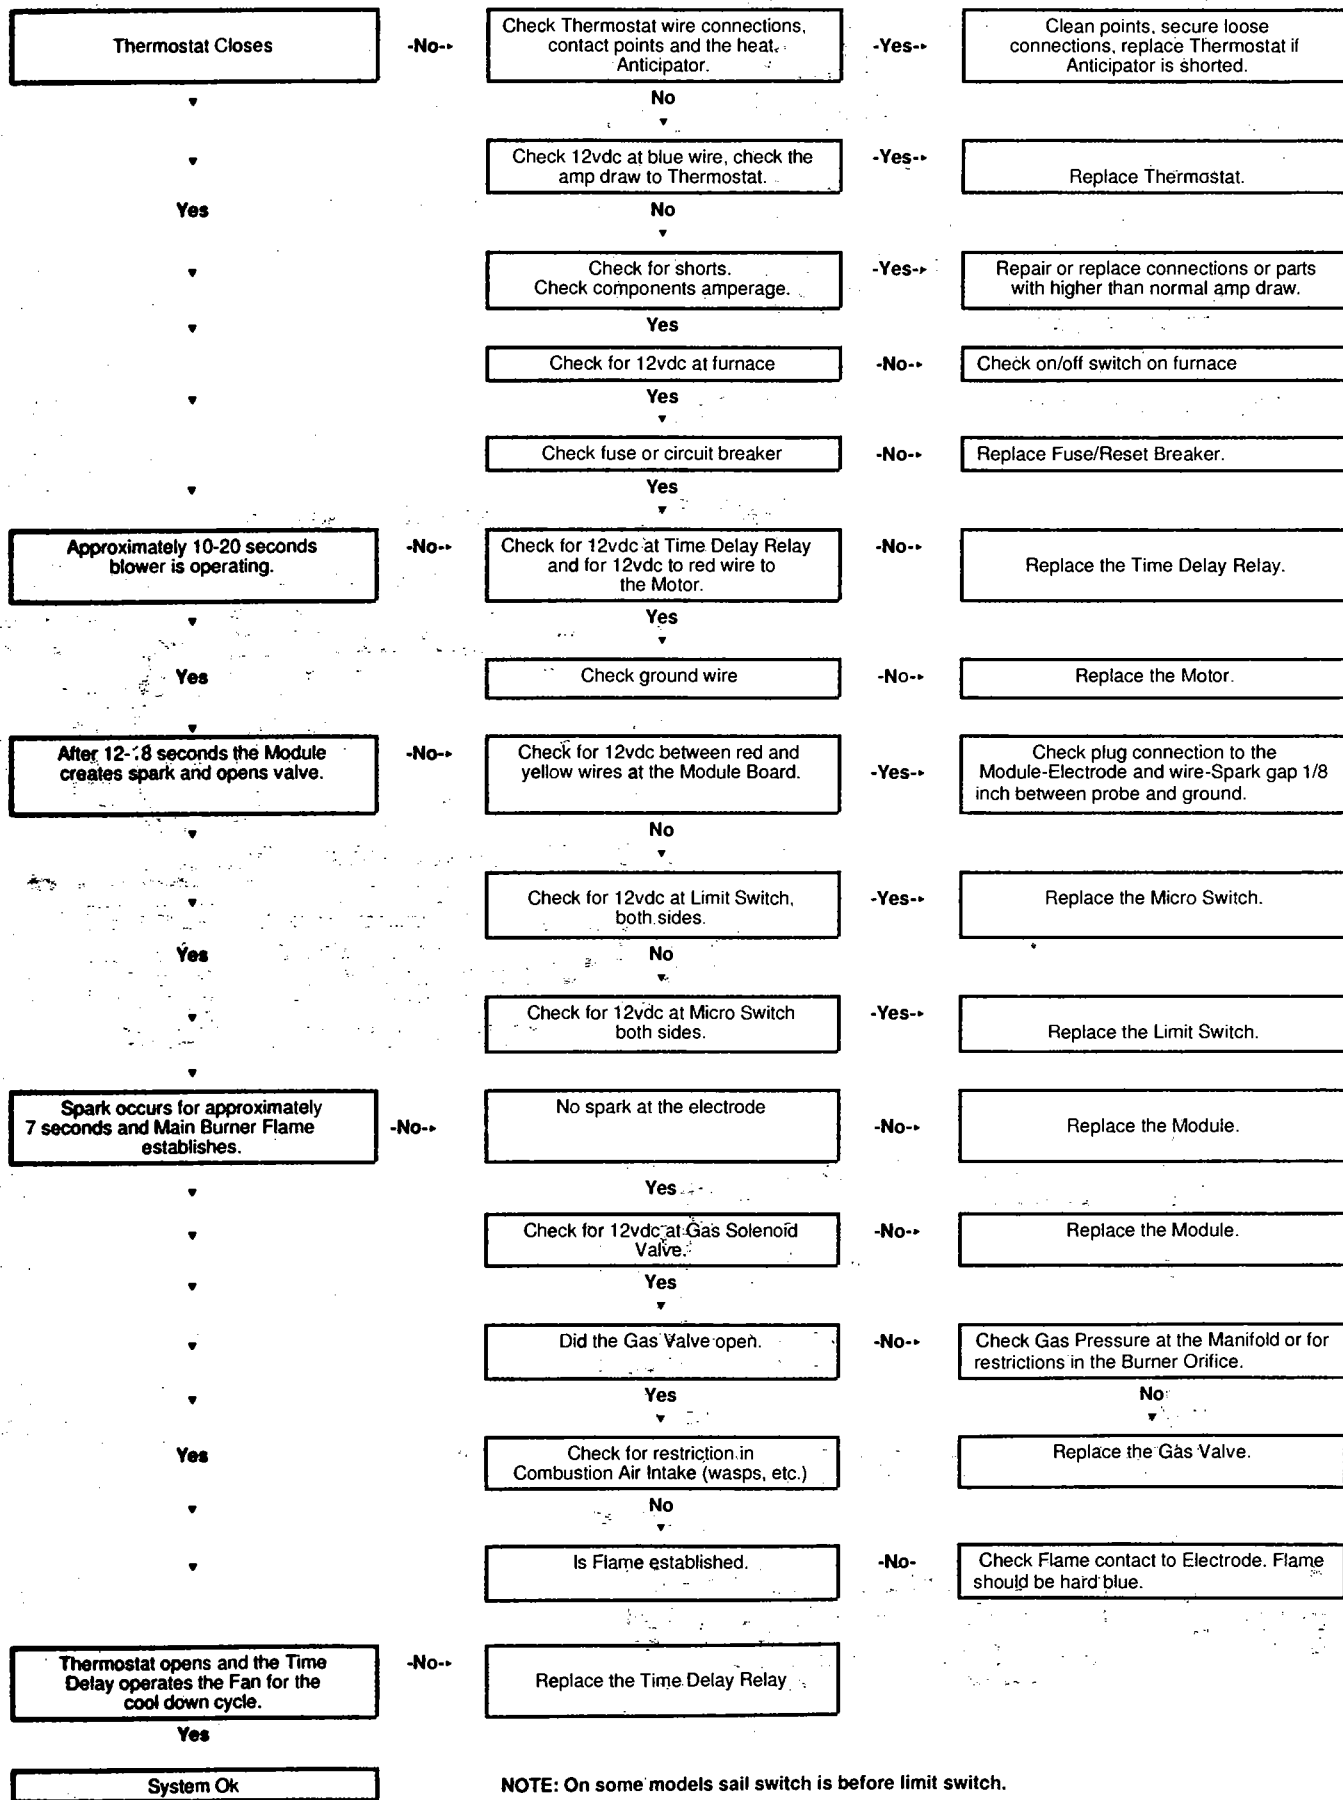 Thermostat Closes
-No-
Check Thermostat wire connections,
contact points and the heat
Anticipator.
-Yes-
Clean points, secure loose
connections, replace Thermostat if
Anticipator is shorted.
No
Check 12vdc at blue wire, check the
amp draw to Thermostat.
-Yes-
Replace Thermostat.
Yes
No
Check for shorts.
Check components amperage.
-Yes-
Repair or replace connections or parts
with higher than normal amp draw.
Yes
Check for 12vdc at furnace
-No-
Check on/off switch on furnace
Yes
Check fuse or circuit breaker
-No-
Replace Fuse/Reset Breaker.
Yes
Approximately 10-20 seconds
blower is operating.
-No-
Check for 12vdc at Time Delay Relay
and for 12vdc to red wire to
the Motor.
-No-
Replace the Time Delay Relay.
Yes
Yes
Check ground wire
-No-
Replace the Motor.
After 12-18 seconds the Module
creates spark and opens valve.
-No-
Check for 12vdc between red and
yellow wires at the Module Board.
-Yes-
Check plug connection to the
Module-Electrode and wire-Spark gap 1/8
inch between probe and ground.
No
Check for 12vdc at Limit Switch,
both sides.
-Yes-
Replace the Micro Switch.
Yes
No
Check for 12vdc at Micro Switch
both sides.
-Yes-
Replace the Limit Switch.
Spark occurs for approximately
7 seconds and Main Burner Flame
establishes.
-No-
No spark at the electrode
-No-
Replace the Module.
Yes
Check for 12vdc at Gas Solenoid
Valve.
-No-
Replace the Module.
Yes
Did the Gas Valve open.
-No-
Check Gas Pressure at the Manifold or for
restrictions in the Burner Orifice.
Yes
No
Yes
Check for restriction in
Combustion Air Intake (wasps, etc.)
Replace the Gas Valve.
No
Is Flame established.
-No-
Check Flame contact to Electrode. Flame
should be hard blue.
Thermostat opens and the Time
Delay operates the Fan for the
cool down cycle.
-No-
Replace the Time Delay Relay
Yes
System Ok
NOTE: On some models sail switch is before limit switch.